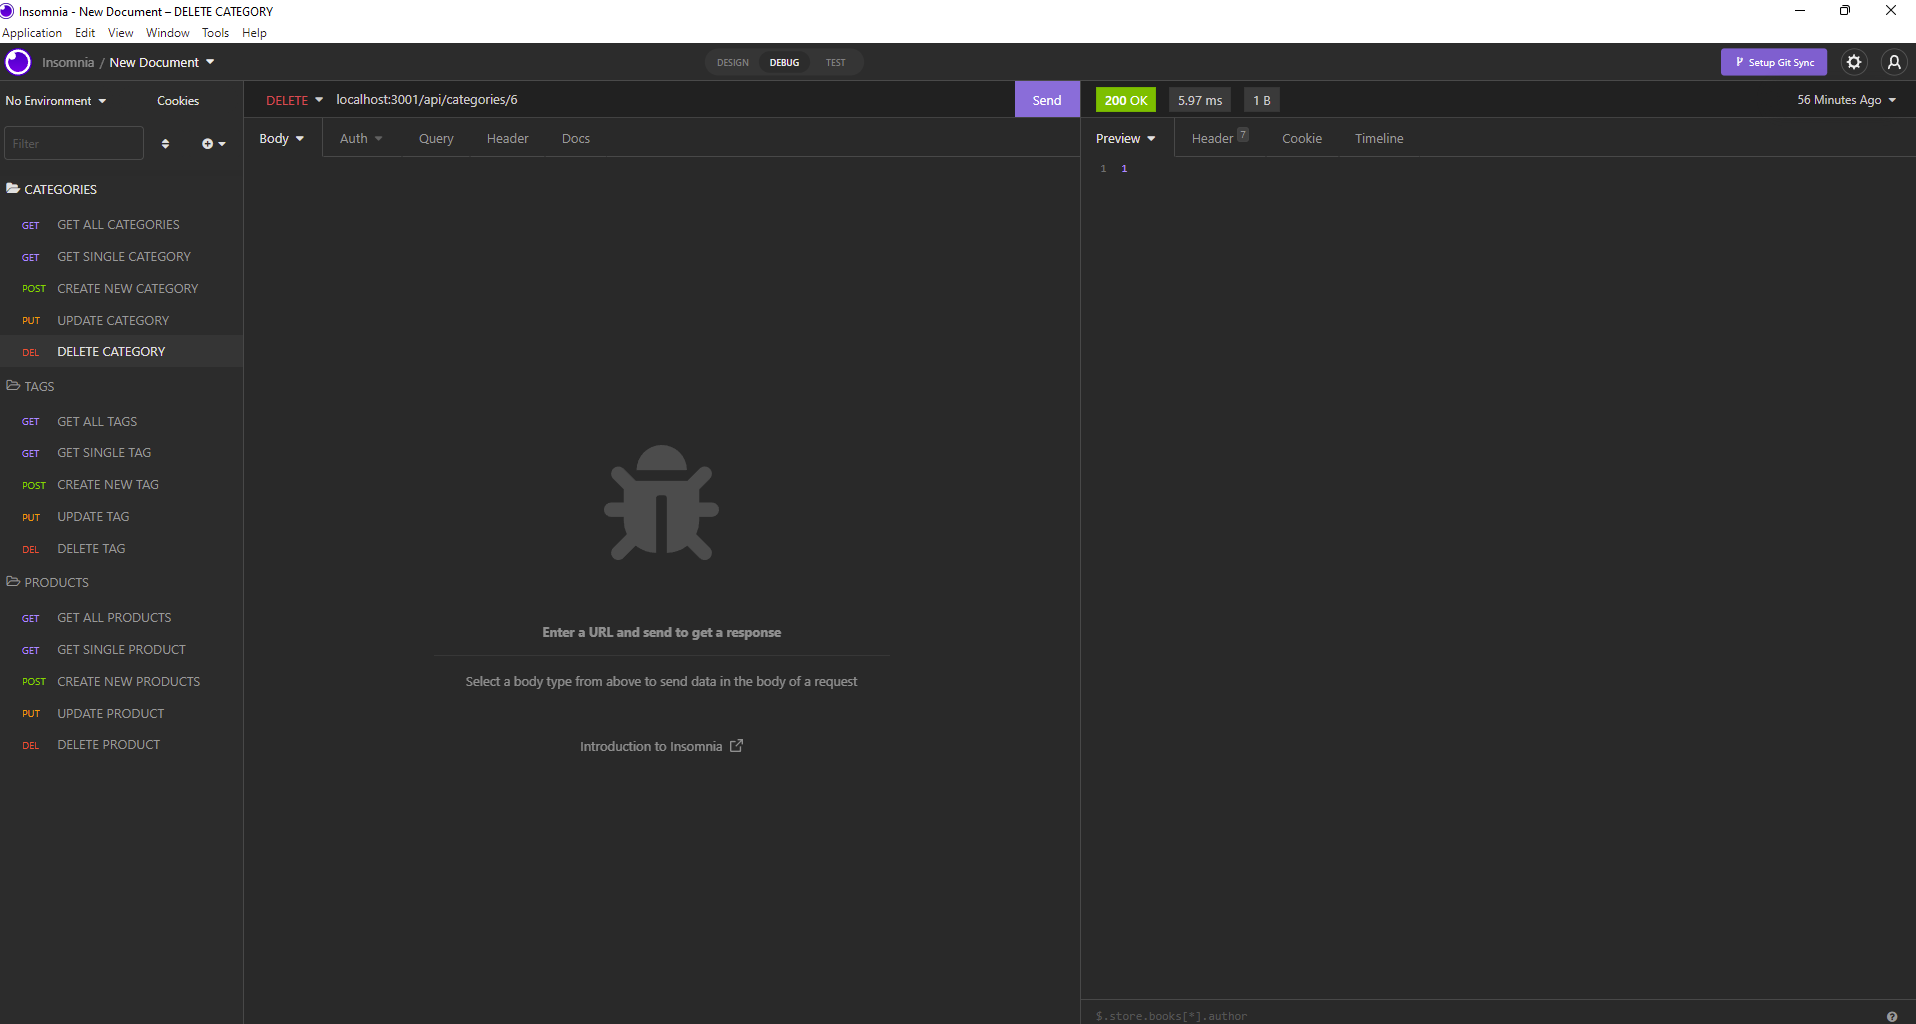 Insomnia - New Document – DELETE CATEGORY
Application Edit View Window Tools Help
Insomnia / New Document
DESIGN DEBUG TEST
Setup Git Sync
No Environment Cookies
DELETE localhost:3001/api/categories/6 Send
200 OK 5.97 ms 1 B 56 Minutes Ago
Filter
Body Auth Query Header Docs
Preview Header 7 Cookie Timeline
1 1
CATEGORIES
GET GET ALL CATEGORIES
GET GET SINGLE CATEGORY
POST CREATE NEW CATEGORY
PUT UPDATE CATEGORY
DEL DELETE CATEGORY
TAGS
GET GET ALL TAGS
GET GET SINGLE TAG
POST CREATE NEW TAG
PUT UPDATE TAG
DEL DELETE TAG
PRODUCTS
GET GET ALL PRODUCTS
GET GET SINGLE PRODUCT
POST CREATE NEW PRODUCTS
PUT UPDATE PRODUCT
DEL DELETE PRODUCT
Enter a URL and send to get a response
Select a body type from above to send data in the body of a request
Introduction to Insomnia
$.store.books[*].author